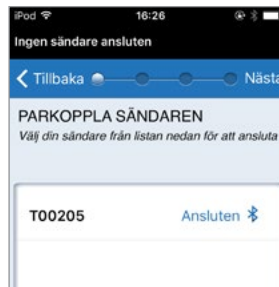 iPod 16:26
Ingen sändare ansluten
Tillbaka Nästa
PARKOPPLA SÄNDAREN
Välj din sändare från listan nedan för att ansluta
T00205 Ansluten